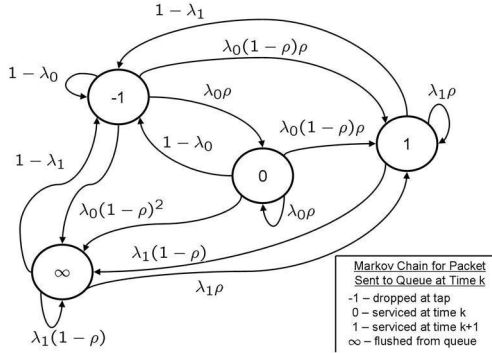 1 − λ₁
λ₀(1 − ρ)ρ
1 − λ₀
-1
λ₀ρ
λ₁ρ
λ₀(1 − ρ)ρ
1
1 − λ₁
1 − λ₀
0
λ₀(1 − ρ)²
λ₀ρ
λ₁(1 − ρ)
∞
λ₁ρ
λ₁(1 − ρ)
Markov Chain for Packet
Sent to Queue at Time k
-1 – dropped at tap
0 – serviced at time k
1 – serviced at time k+1
∞ – flushed from queue